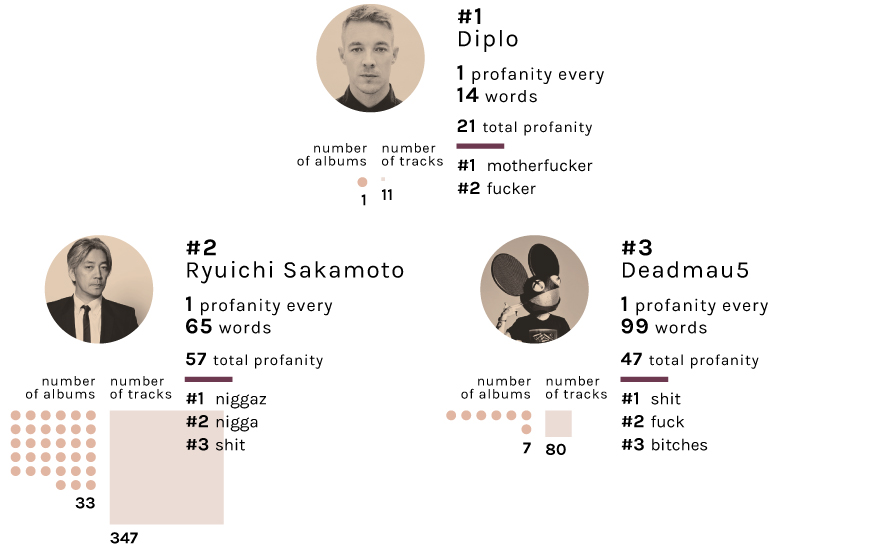 #1
Diplo
1 profanity every
14 words
21 total profanity
number
of albums
number
of tracks
1
11
#1 motherfucker
#2 fucker
#2
Ryuichi Sakamoto
1 profanity every
65 words
57 total profanity
number
of albums
number
of tracks
#1 niggaz
#2 nigga
#3 shit
33
347
#3
Deadmau5
1 profanity every
99 words
47 total profanity
number
of albums
number
of tracks
#1 shit
#2 fuck
#3 bitches
7
80